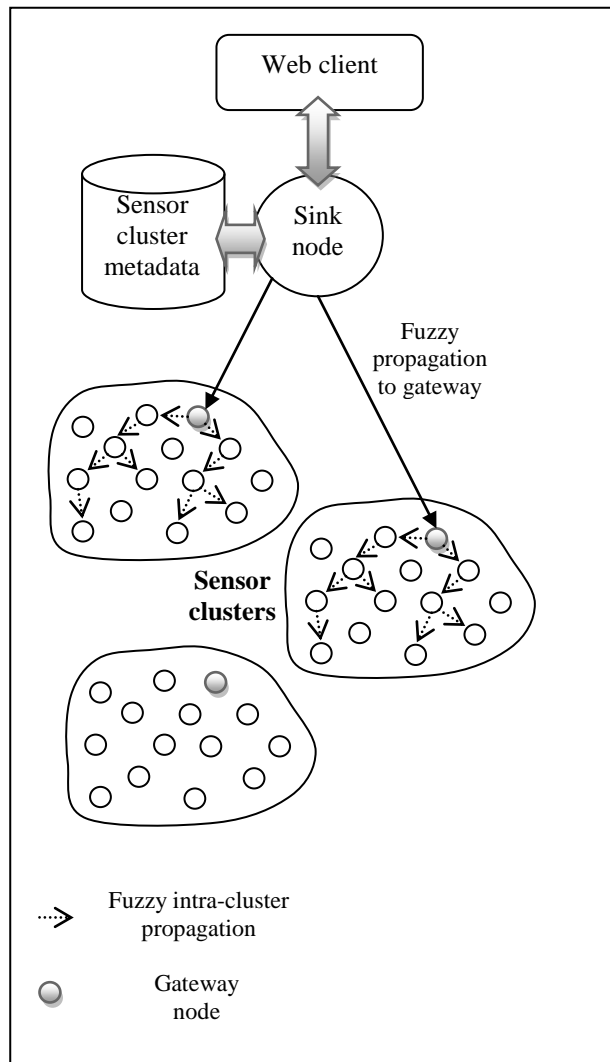 Web client
Sink
node
Sensor
cluster
metadata
Fuzzy
propagation
to gateway
Sensor
clusters
Fuzzy intra-cluster
propagation
Gateway
node